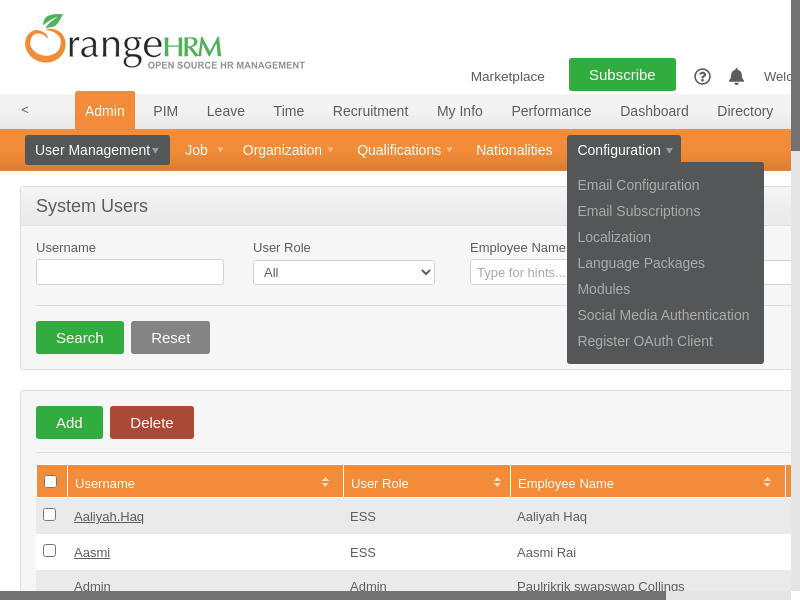 OrangeHRM
OPEN SOURCE HR MANAGEMENT
Marketplace Subscribe ? 
< Admin PIM Leave Time Recruitment My Info Performance Dashboard Directory
User Management Job Organization Qualifications Nationalities Configuration
Email Configuration
Email Subscriptions
Localization
Language Packages
Modules
Social Media Authentication
Register OAuth Client
System Users
Username User Role Employee Name
All Type for hints...
Search Reset
Add Delete
Username User Role Employee Name
Aaliyah.Haq ESS Aaliyah Haq
Aasmi ESS Aasmi Rai
Admin Admin Paulrikrik swapswap Collings